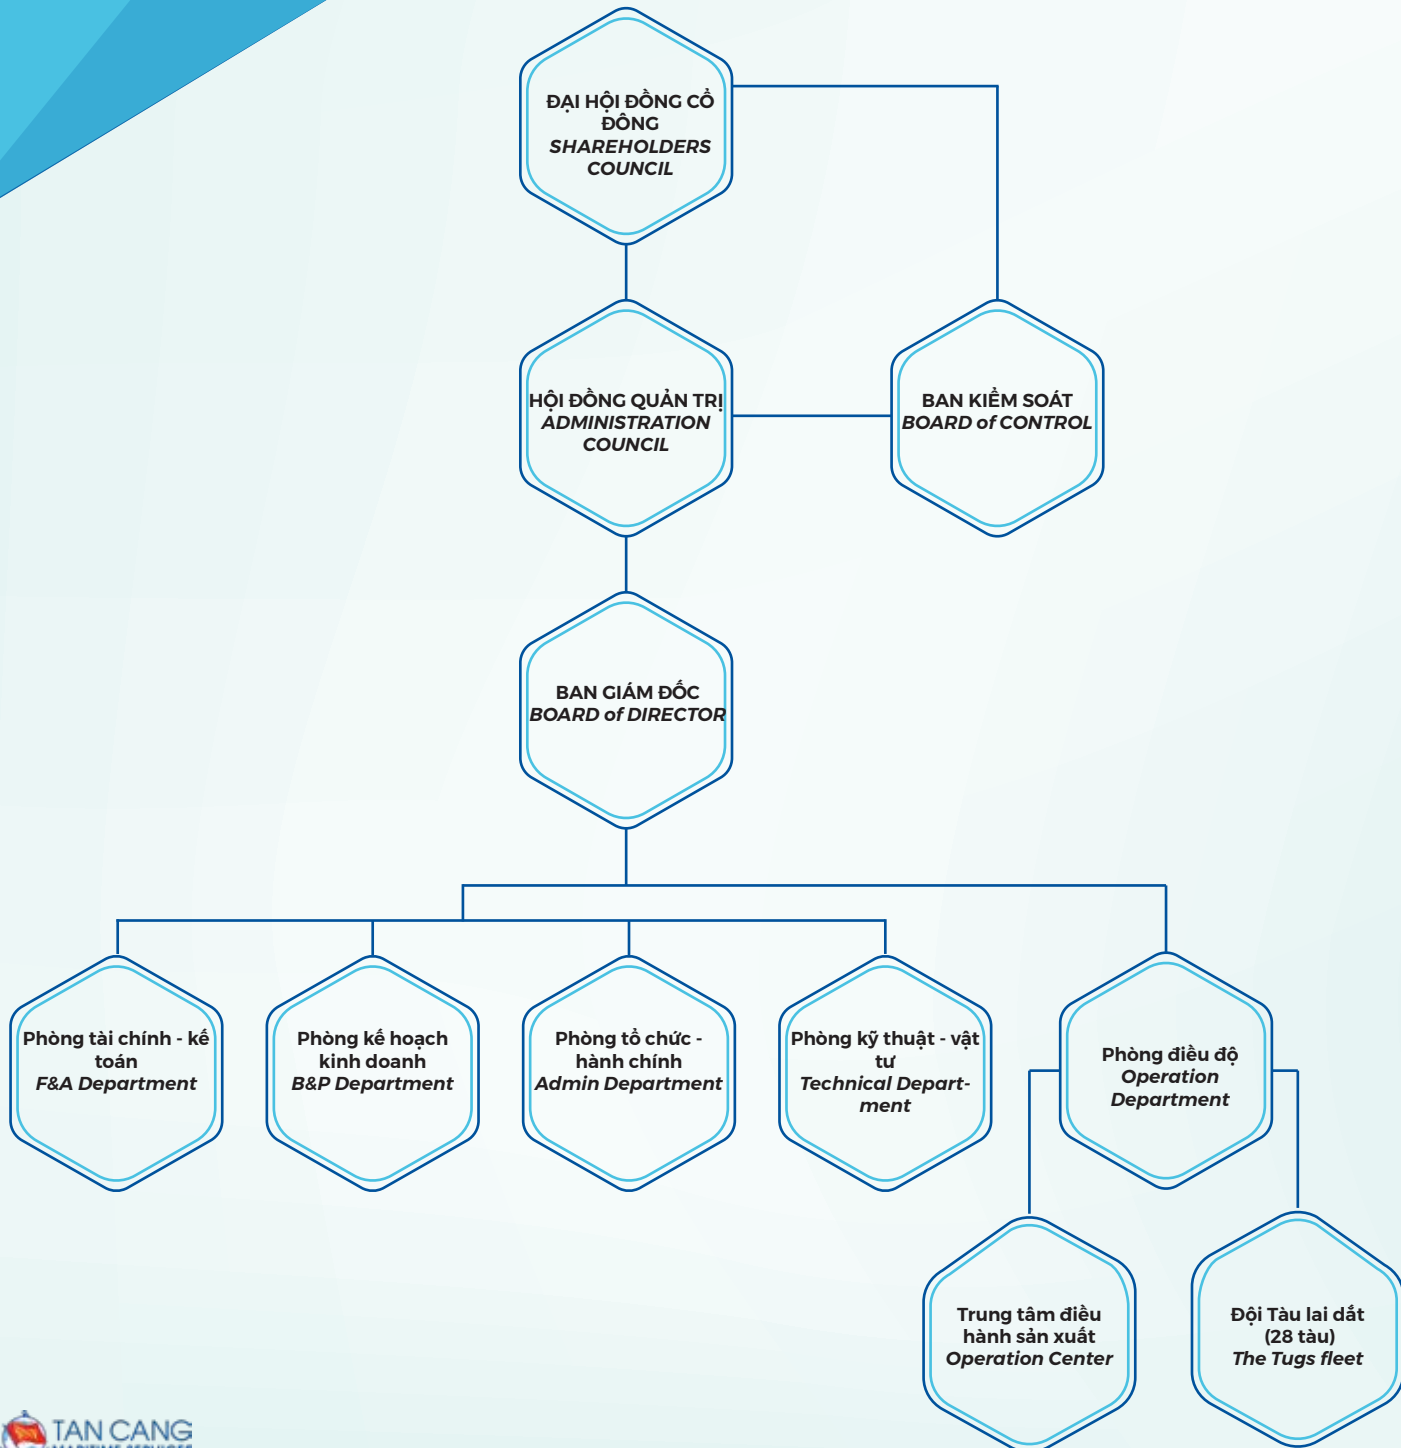 ĐẠI HỘI ĐỒNG CỔ
ĐÔNG
SHAREHOLDERS
COUNCIL
HỘI ĐỒNG QUẢN TRỊ
ADMINISTRATION
COUNCIL
BAN KIỂM SOÁT
BOARD of CONTROL
BAN GIÁM ĐỐC
BOARD of DIRECTOR
Phòng tài chính - kế
toán
F&A Department
Phòng kế hoạch
kinh doanh
B&P Department
Phòng tổ chức -
hành chính
Admin Department
Phòng kỹ thuật - vật
tư
Technical Depart-
ment
Phòng điều độ
Operation
Department
Trung tâm điều
hành sản xuất
Operation Center
Đội Tàu lai dắt
(28 tàu)
The Tugs fleet
TAN CANG
MARITIME SERVICES